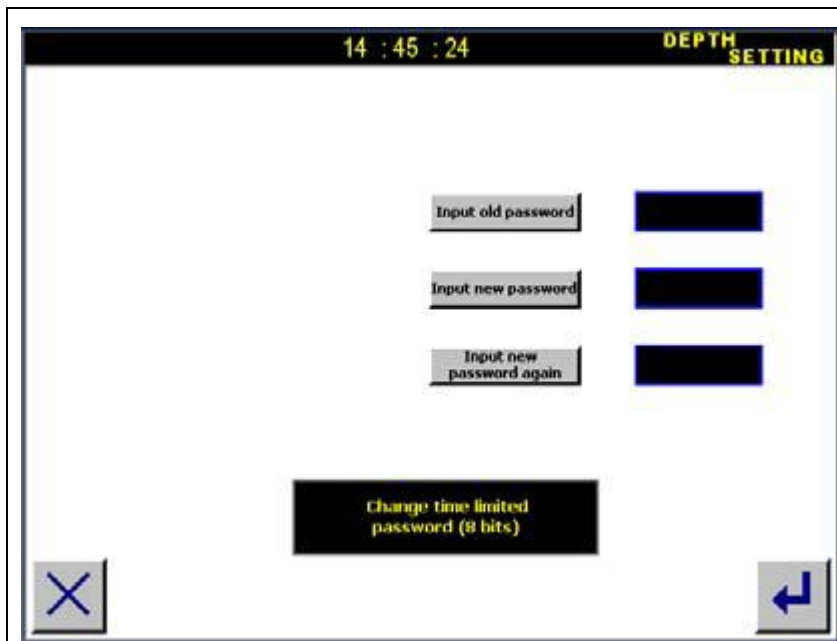 14 : 45 : 24
DEPTH
SETTING
Input old password
Input new password
Input new
password again
Change time limited
password (8 bits)